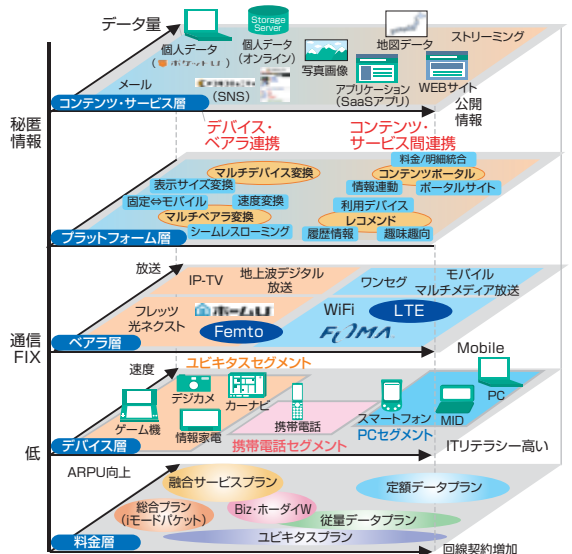 データ量
Storage
Server
個人データ
個人データ
(オンライン)
地図データ
ストリーミング
写真画像
メール
(SNS)
アプリケーション
(SaaSアプリ)
WEBサイト
コンテンツ・サービス層
公開
情報
秘匿
情報
デバイス・
ベアラ連携
コンテンツ・
サービス間連携
料金/明細統合
マルチデバイス変換
コンテンツポータル
表示サイズ変換
情報連動
ポータルサイト
固定⇔モバイル
速度変換
利用デバイス
マルチベアラ変換
レコメンド
シームレスローミング
履歴情報
趣味趣向
プラットフォーム層
放送
IP-TV
地上波デジタル
放送
ワンセグ
モバイル
マルチメディア放送
フレッツ
光ネクスト
ホームU
Femto
WiFi
LTE
FOMA
ベアラ層
通信
FIX
Mobile
速度
ユビキタスセグメント
デジカメ
カーナビ
PC
ゲーム機
情報家電
携帯電話
スマートフォン
MID
デバイス層
携帯電話セグメント
PCセグメント
低
ITリテラシー高い
ARPU向上
融合サービスプラン
定額データプラン
総合プラン
(iモードパケット)
Biz・ホーダイW
従量データプラン
ユビキタスプラン
料金層
回線契約増加